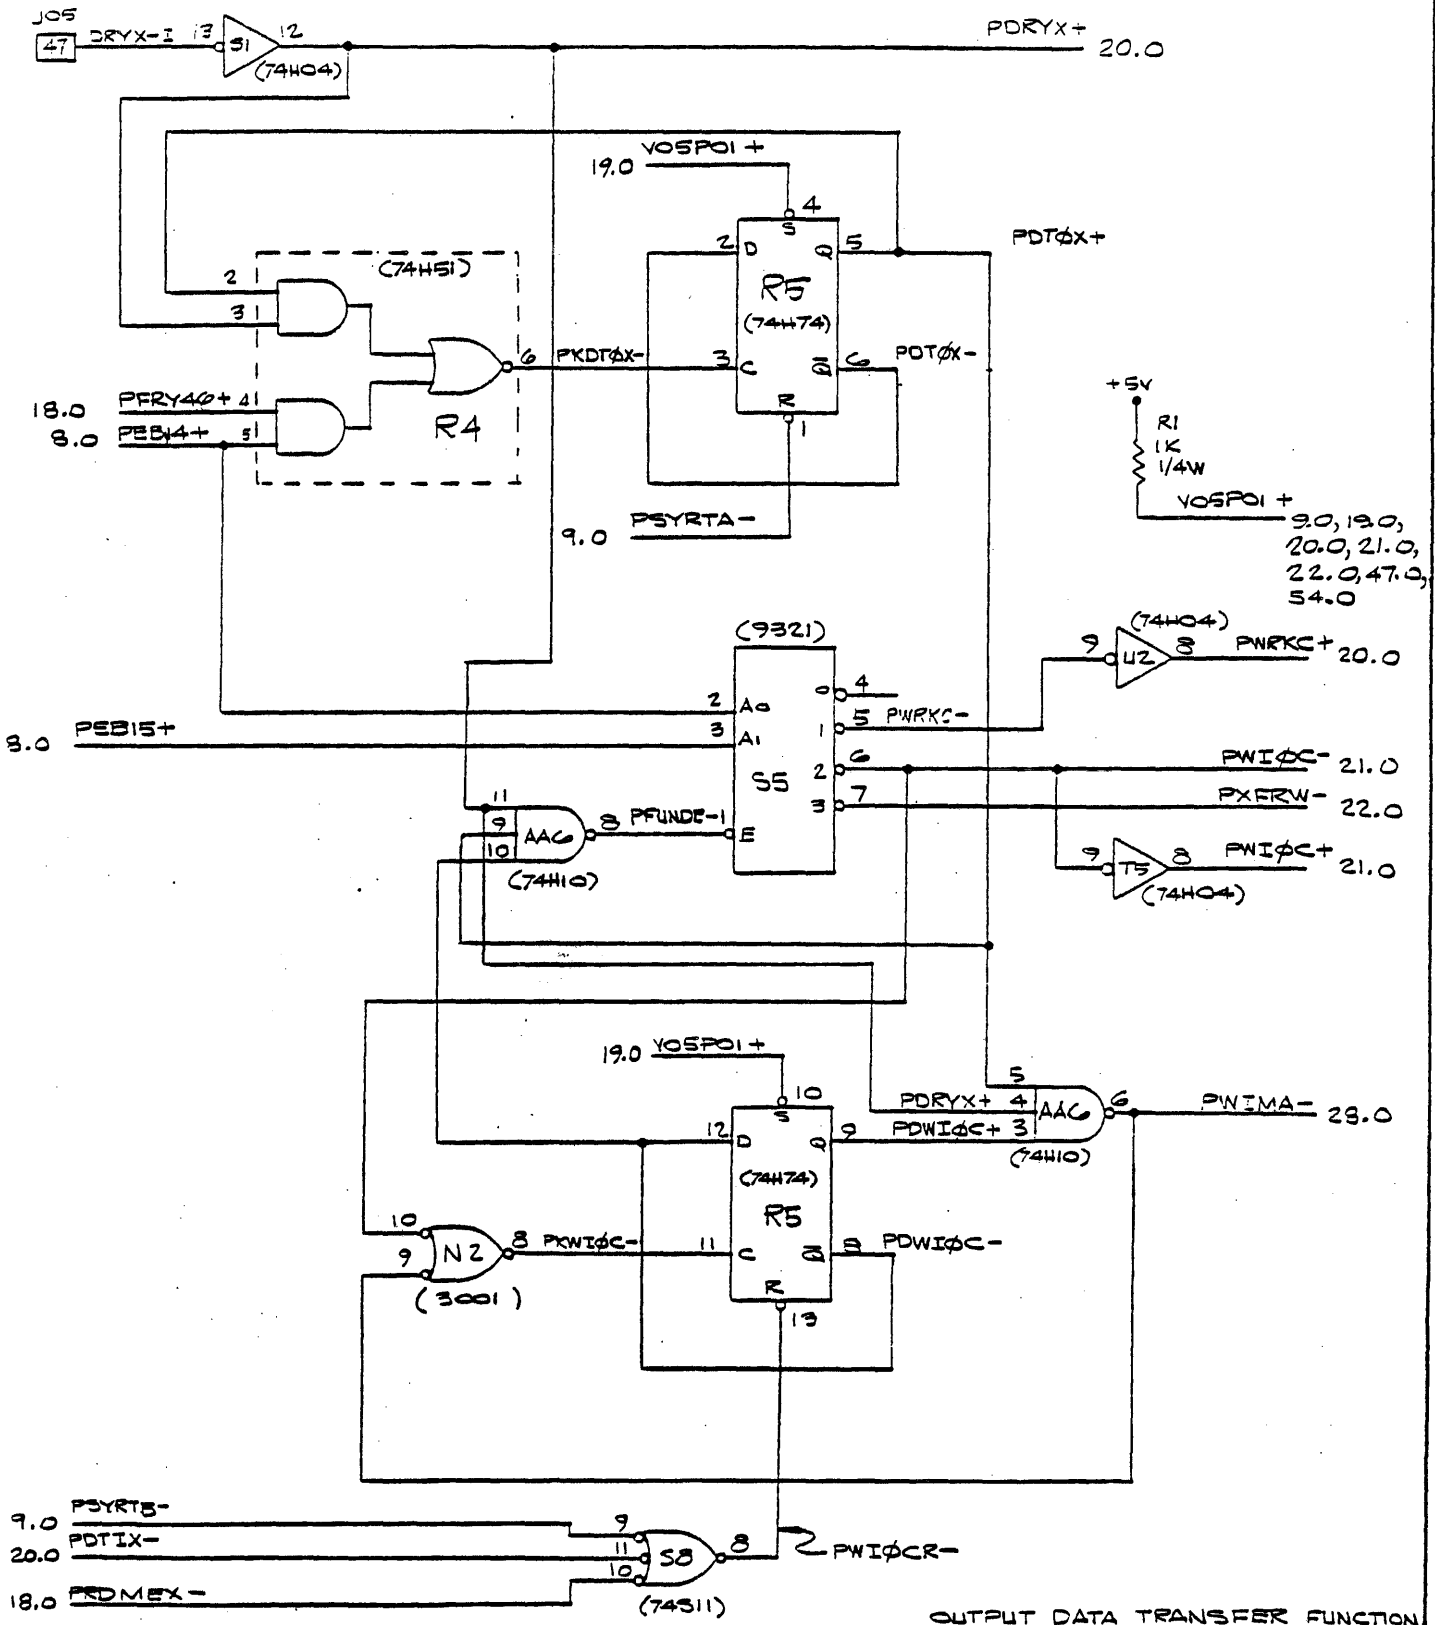 J05
47 DRYX-I 13 S1 12 (74H04) PDRYX+ 20.0
V05P01+
19.0
4
S
2 D Q 5
PDTØX+
R5
(74H74)
(74H51)
2
3
6 PKDTØX- 3 C Q 6 PDTØX-
R4
R
1
18.0 PFRY46+ 4
8.0 PEB14+ 5
PSYRTA-
9.0
+5V
R1
1K
1/4W
V05P01+
9.0, 19.0,
20.0, 21.0,
22.0, 47.0,
54.0
(9321)
(74H04)
9 U2 8 PWRKC+ 20.0
0 4
2 A0
1 5 PWRKC-
8.0 PEB15+ 3 A1
S5
2 6 PWIØC- 21.0
3 7 PXFRW- 22.0
11
9 AAG 8 PFUNDE-1 E
10
(74H10)
9 T5 8 PWIØC+ 21.0
(74H04)
19.0 V05P01+
10
S
5
PDRYX+ 4 AAG 6 PWIMA- 23.0
12 D Q 9 PDWIØC+ 3
(74H10)
(74H74)
R5
10
9 N2 8 PKWIØC- 11 C Q 8 PDWIØC-
(3001)
R
13
9.0 PSYRTB- 9
20.0 PDTIX- 11 S8 8 PWIØCR-
18.0 PRDMEX- 10
(74S11)
OUTPUT DATA TRANSFER FUNCTION